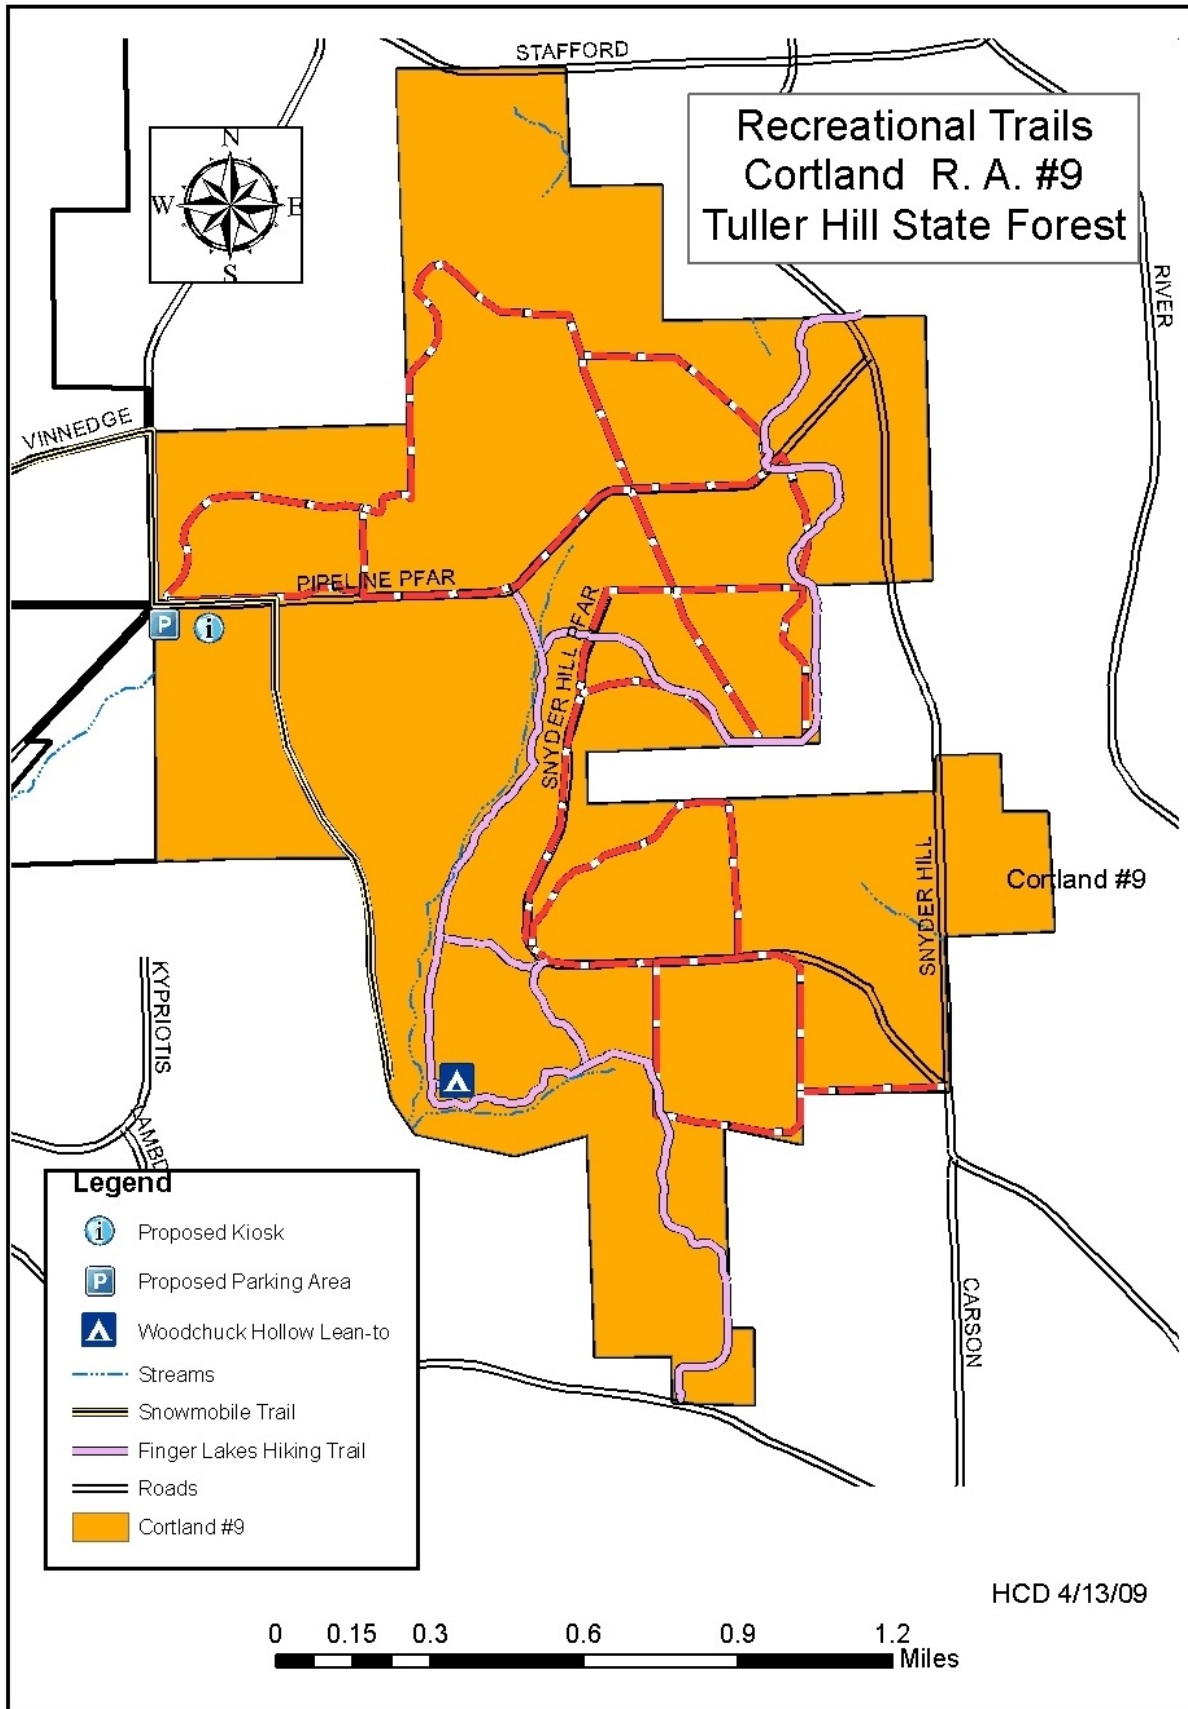 STAFFORD
Recreational Trails
Cortland R. A. #9
Tuller Hill State Forest
N
W
E
S
RIVER
VINNEDGE
PIPELINE PFAR
P
i
SNYDER HILL PFAR
SNYDER HILL
Cortland #9
KYPRIOTIS
AMBD
CARSON
Legend
i Proposed Kiosk
P Proposed Parking Area
Woodchuck Hollow Lean-to
Streams
Snowmobile Trail
Finger Lakes Hiking Trail
Roads
Cortland #9
HCD 4/13/09
0 0.15 0.3 0.6 0.9 1.2
Miles